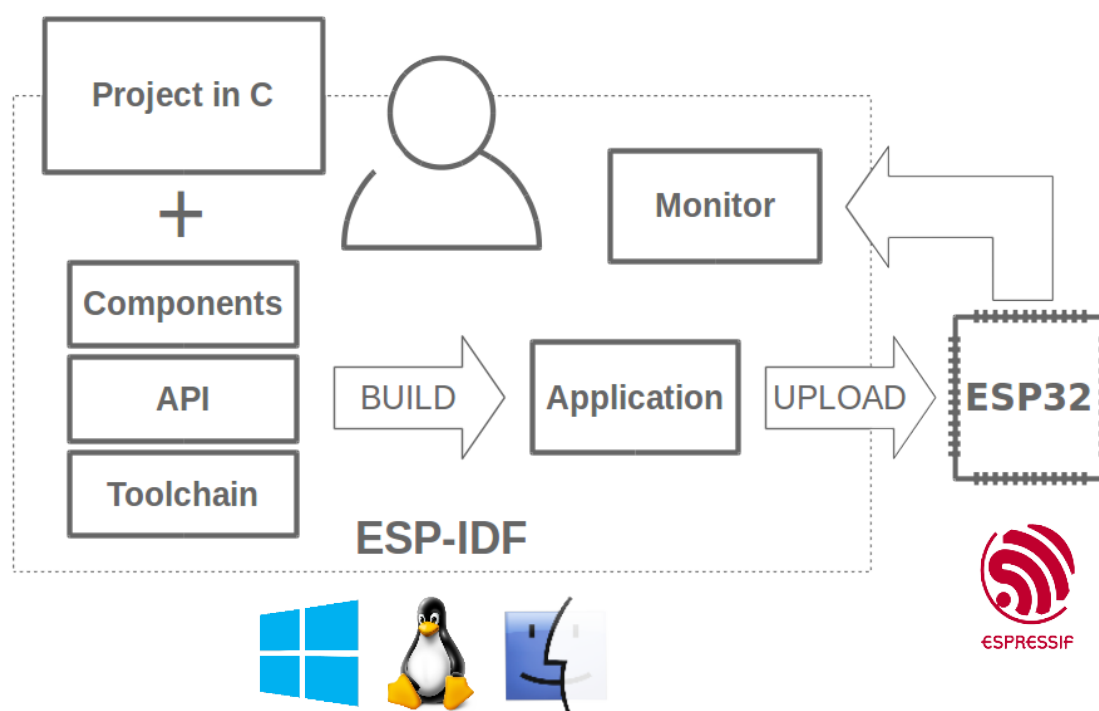 Project in C
+
Components
API
Toolchain
BUILD
Application
UPLOAD
Monitor
ESP32
ESP-IDF
ESPRESSIF